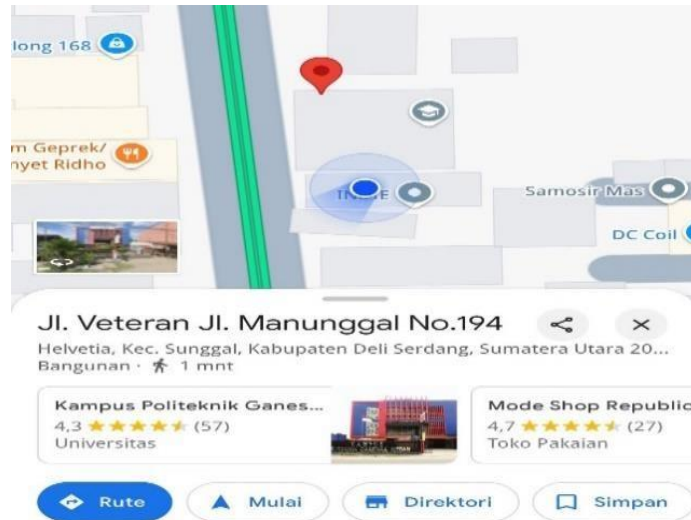 long 168
m Geprek/
nyet Ridho
Samosir Mas
DC Coil
Jl. Veteran Jl. Manunggal No.194
Helvetia, Kec. Sunggal, Kabupaten Deli Serdang, Sumatera Utara 20...
Bangunan · 1 mnt
Kampus Politeknik Ganes...
4,3 (57)
Universitas
Mode Shop Republic
4,7 (27)
Toko Pakaian
Rute
Mulai
Direktori
Simpan